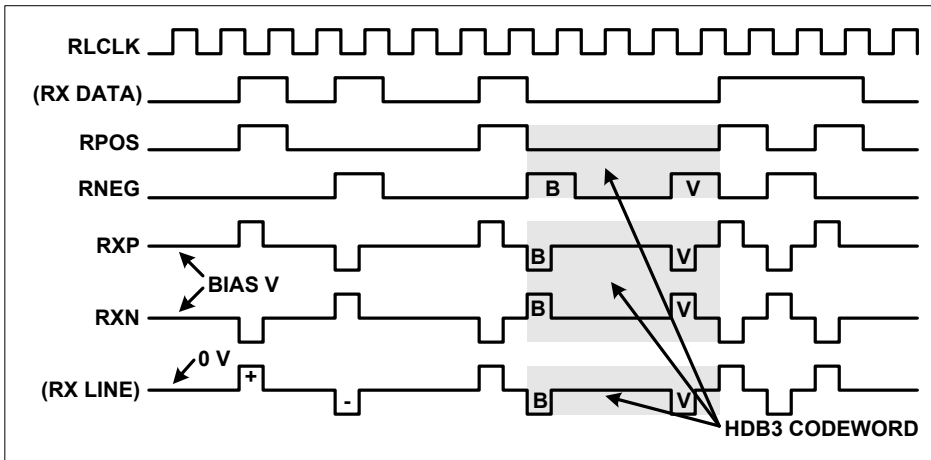 RLCLK
(RX DATA)
RPOS
RNEG
B V
RXP
B V
BIAS V
RXN
B V
0 V
(RX LINE)
+
-
B V
HDB3 CODEWORD